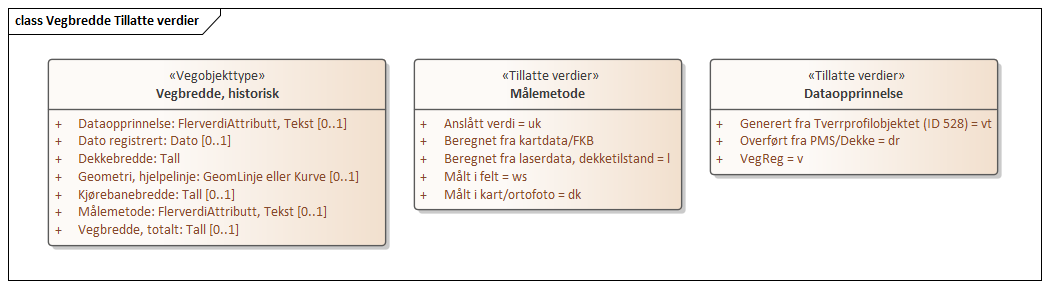 class Vegbredde Tillatte verdier
«Vegobjekttype»
Vegbredde, historisk
+ Dataopprinnelse: FlerverdiAttributt, Tekst [0..1]
+ Dato registrert: Dato [0..1]
+ Dekkebredde: Tall
+ Geometri, hjelpelinje: GeomLinje eller Kurve [0..1]
+ Kjørebanebredde: Tall [0..1]
+ Målemetode: FlerverdiAttributt, Tekst [0..1]
+ Vegbredde, totalt: Tall [0..1]
«Tillatte verdier»
Målemetode
+ Anslått verdi = uk
+ Beregnet fra kartdata/FKB
+ Beregnet fra laserdata, dekketilstand = l
+ Målt i felt = ws
+ Målt i kart/ortofoto = dk
«Tillatte verdier»
Dataopprinnelse
+ Generert fra Tverrprofilobjektet (ID 528) = vt
+ Overført fra PMS/Dekke = dr
+ VegReg = v